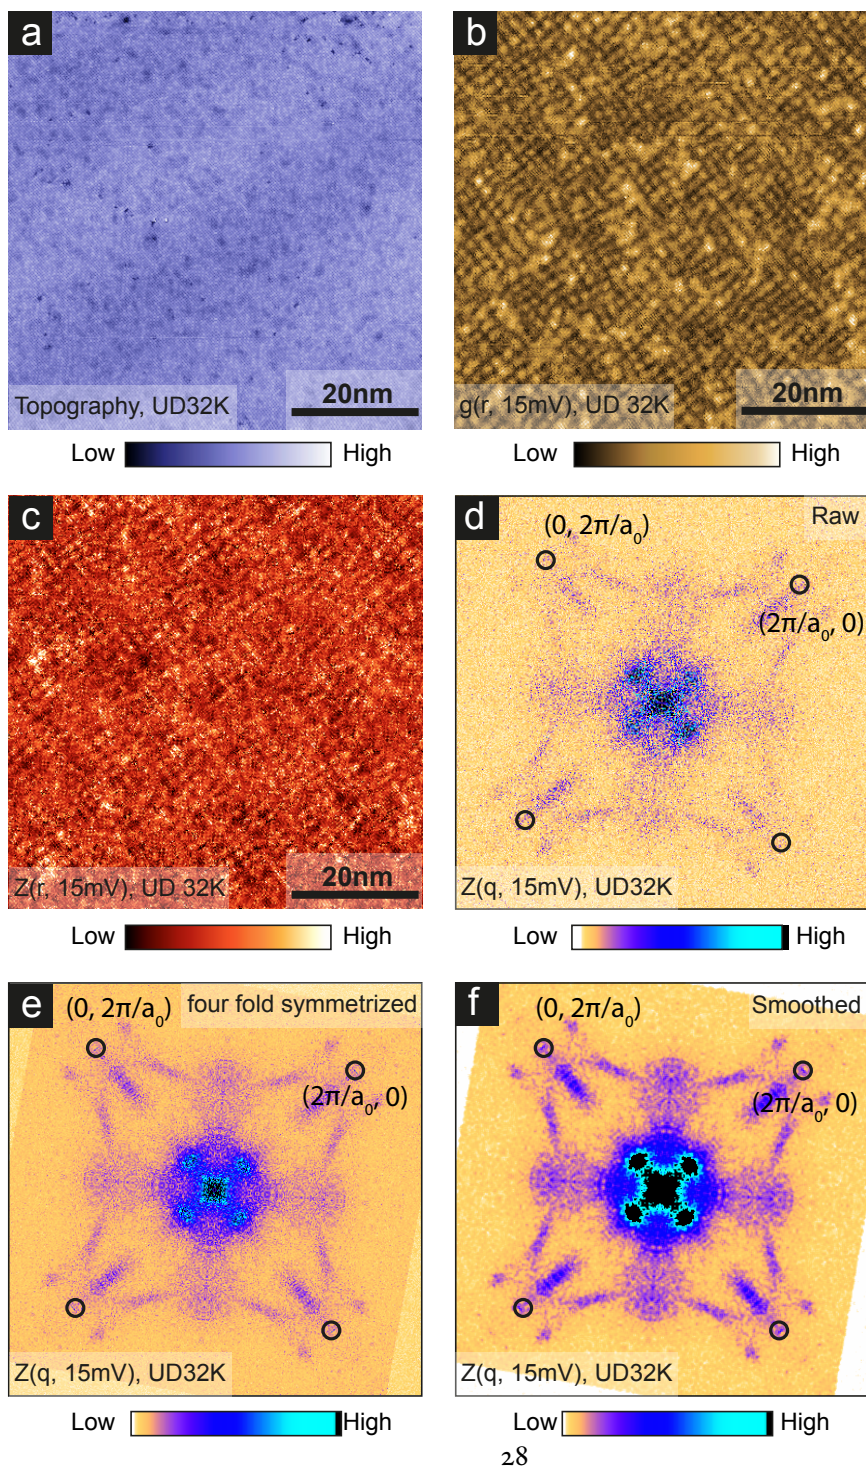 a
b
Topography, UD32K
20nm
g(r, 15mV), UD 32K
20nm
Low
High
Low
High
c
d
Raw
(0, 2π/a₀)
(2π/a₀, 0)
Z(r, 15mV), UD 32K
20nm
Z(q, 15mV), UD32K
Low
High
Low
High
e
four fold symmetrized
(0, 2π/a₀)
(2π/a₀, 0)
Z(q, 15mV), UD32K
f
Smoothed
(0, 2π/a₀)
(2π/a₀, 0)
Z(q, 15mV), UD32K
Low
High
Low
High
28